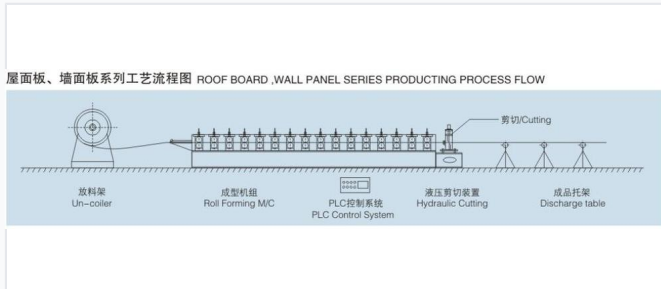 屋面板、墙面板系列工艺流程图 ROOF BOARD ,WALL PANEL SERIES PRODUCTING PROCESS FLOW
剪切/Cutting
放料架
Un-coiler
成型机组
Roll Forming M/C
PLC控制系统
PLC Control System
液压剪切装置
Hydraulic Cutting
成品托架
Discharge table